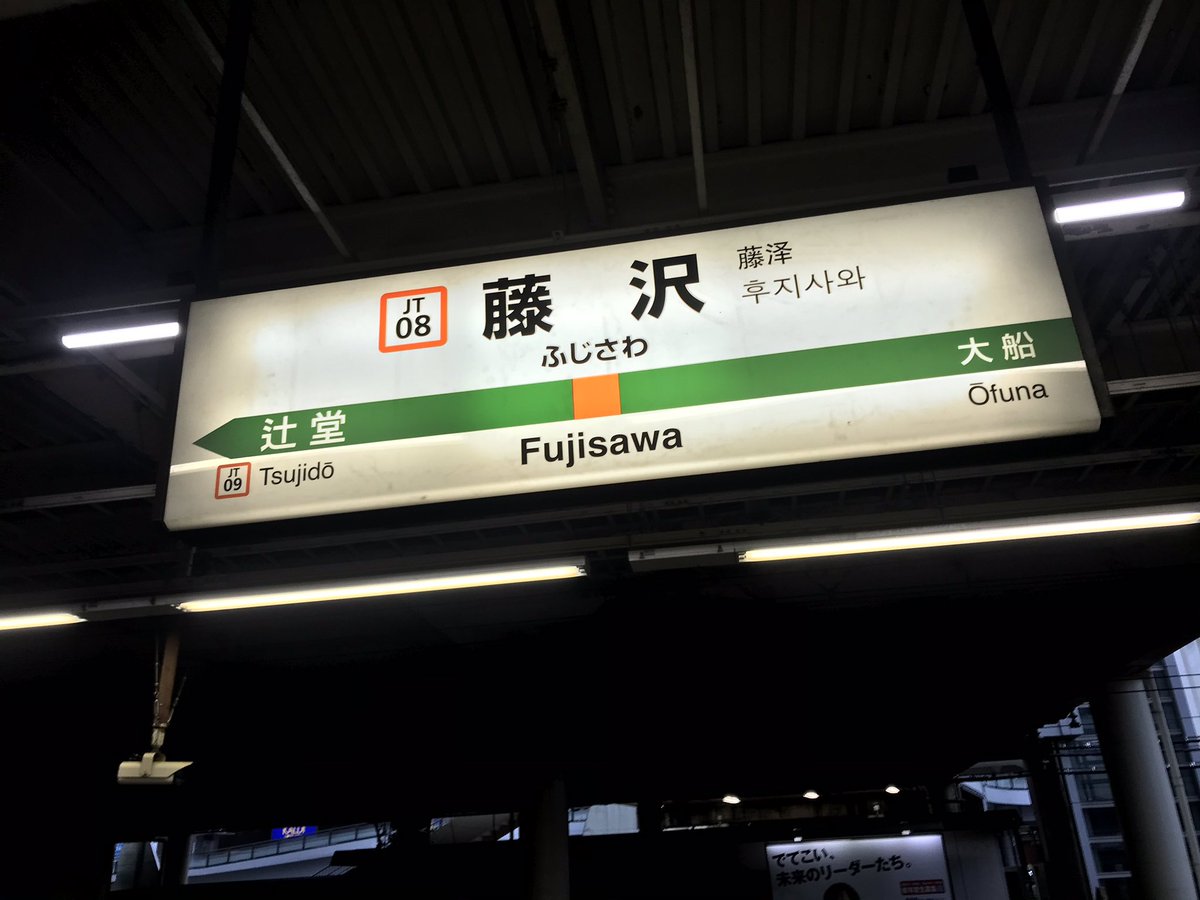 JT
08
藤沢
藤泽
후지사와
ふじさわ
辻堂
大船
JT
09
Tsujidō
Fujisawa
Ōfuna
KALDI
でてこい、
未来のリーダーたち。